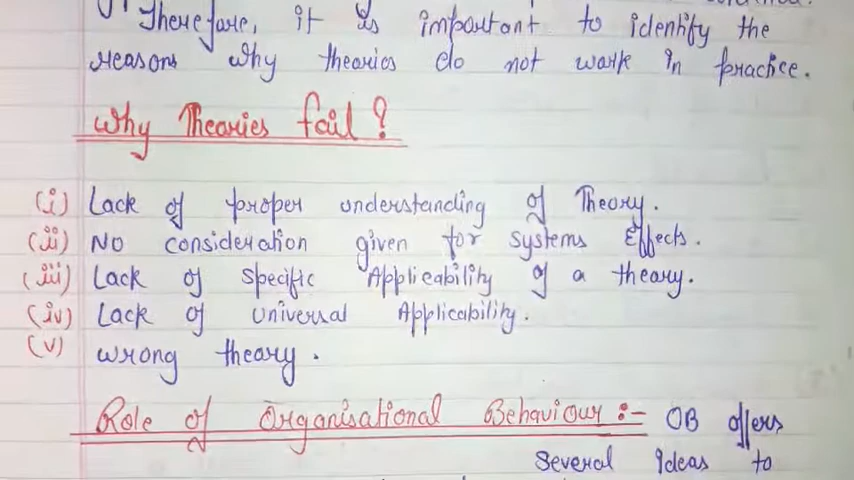 Therefore, it is important to identify the
reasons why theories do not work in practice.
Why Theories fail?
(i) Lack of proper understanding of Theory.
(ii) No consideration given for systems Effects.
(iii) Lack of specific Applicability of a theory.
(iv) Lack of universal Applicability.
(v) wrong theory.
Role of Organisational Behaviour :- OB offers
Several Ideas to